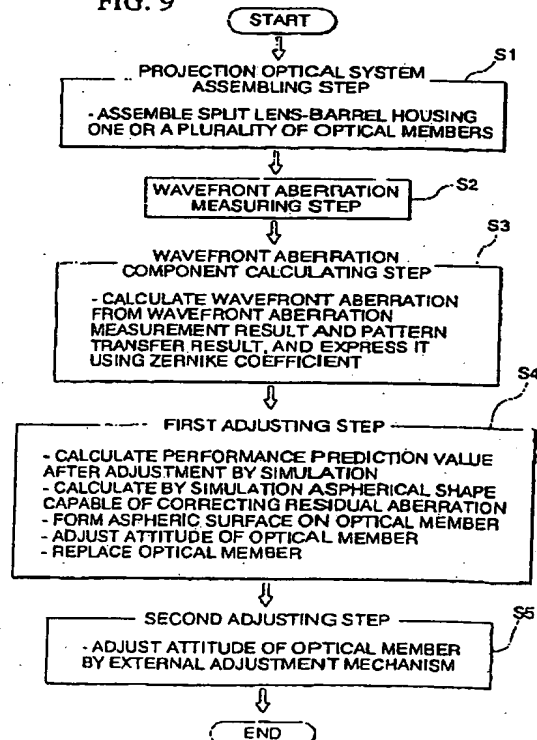 FIG. 9
START
S1
PROJECTION OPTICAL SYSTEM
ASSEMBLING STEP
- ASSEMBLE SPLIT LENS-BARREL HOUSING
ONE OR A PLURALITY OF OPTICAL MEMBERS
S2
WAVEFRONT ABERRATION
MEASURING STEP
S3
WAVEFRONT ABERRATION
COMPONENT CALCULATING STEP
- CALCULATE WAVEFRONT ABERRATION
FROM WAVEFRONT ABERRATION
MEASUREMENT RESULT AND PATTERN
TRANSFER RESULT, AND EXPRESS IT
USING ZERNIKE COEFFICIENT
S4
FIRST ADJUSTING STEP
- CALCULATE PERFORMANCE PREDICTION VALUE
AFTER ADJUSTMENT BY SIMULATION
- CALCULATE BY SIMULATION ASPHERICAL SHAPE
CAPABLE OF CORRECTING RESIDUAL ABERRATION
- FORM ASPHERIC SURFACE ON OPTICAL MEMBER
- ADJUST ATTITUDE OF OPTICAL MEMBER
- REPLACE OPTICAL MEMBER
S5
SECOND ADJUSTING STEP
- ADJUST ATTITUDE OF OPTICAL MEMBER
BY EXTERNAL ADJUSTMENT MECHANISM
END